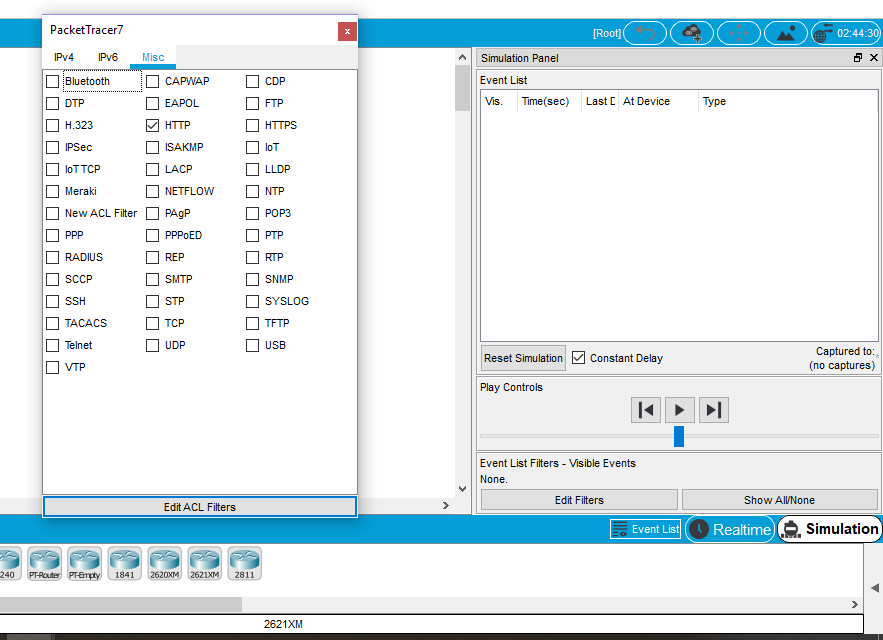 PacketTracer7
x
IPv4 IPv6 Misc
Bluetooth CAPWAP CDP
DTP EAPOL FTP
H.323 HTTP HTTPS
IPSec ISAKMP IoT
IoT TCP LACP LLDP
Meraki NETFLOW NTP
New ACL Filter PAgP POP3
PPP PPPoED PTP
RADIUS REP RTP
SCCP SMTP SNMP
SSH STP SYSLOG
TACACS TCP TFTP
Telnet UDP USB
VTP
Edit ACL Filters
[Root] 02:44:30
Simulation Panel
Event List
Vis. Time(sec) Last D At Device Type
Reset Simulation Constant Delay
Captured to:
(no captures)
Play Controls
Event List Filters - Visible Events
None.
Edit Filters Show All/None
Event List Realtime Simulation
240 PT-Router PT-Empty 1841 2620XM 2621XM 2811
2621XM